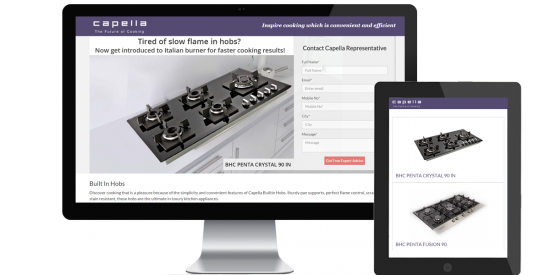 capella
The Future of Cooking
Inspire cooking which is convenient and efficient
Tired of slow flame in hobs?
Now get introduced to Italian burner for faster cooking results!
BHC PENTA CRYSTAL 90 IN
Contact Capella Representative
Full Name*
Full Name
Email*
Enter email
Mobile No*
Mobile No*
City*
City
Message*
Message*
Get Free Expert Advice
Built In Hobs
Discover cooking that is a pleasure because of the simplicity and convenient features of Capella Built In Hobs. Sturdy pan supports, perfect flame control,
stain resistant, these hobs are the ultimate in luxury kitchen appliances.
capella
BHC PENTA CRYSTAL 90 IN
BHC PENTA FUSION 90